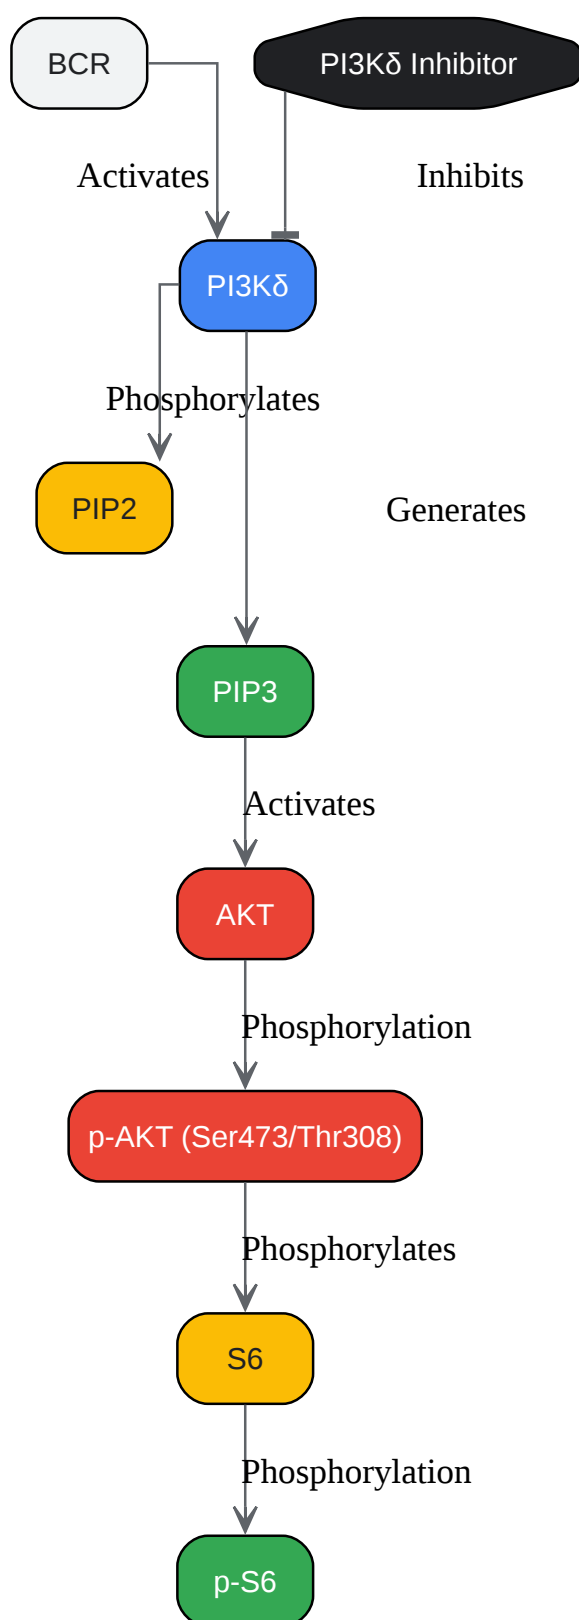 BCR
PI3Kδ Inhibitor
Activates
Inhibits
PI3Kδ
Phosphorylates
PIP2
Generates
PIP3
Activates
AKT
Phosphorylation
p-AKT (Ser473/Thr308)
Phosphorylates
S6
Phosphorylation
p-S6